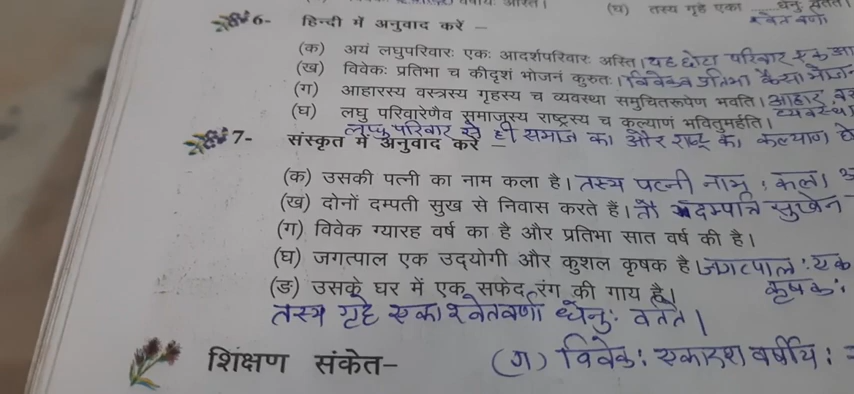 (घ) तस्य गृहे एका ...... धेनुः
श्वेतवर्णा
6- हिन्दी में अनुवाद करें –
(क) अयं लघुपरिवारः एकः आदर्शपरिवारः अस्ति। यह छोटा परिवार एक
(ख) विवेकः प्रतिभा च कीदृशं भोजनं कुरुतः। विवेक व प्रतिभा कैसा भोजन
(ग) आहारस्य वस्त्रस्य गृहस्य च व्यवस्था समुचितरूपेण भवति। आहार
व्यवस्था
(घ) लघु परिवारेणैव समाजस्य राष्ट्रस्य च कल्याणं भवितुमर्हति।
लघु परिवार से ही समाज का और राष्ट्र का कल्याण
7- संस्कृत में अनुवाद करें –
(क) उसकी पत्नी का नाम कला है। तस्य पत्नी नाम कला
(ख) दोनों दम्पती सुख से निवास करते हैं। तौ दम्पति सुखेन
(ग) विवेक ग्यारह वर्ष का है और प्रतिभा सात वर्ष की है।
(घ) जगत्पाल एक उद्योगी और कुशल कृषक है। जगत्पालः एक
कृषकः
(ङ) उसके घर में एक सफेद रंग की गाय है।
तस्य गृहे एका श्वेतवर्णा धेनुः वर्तते।
शिक्षण संकेत–
(ग) विवेकः एकादश वर्षीयः